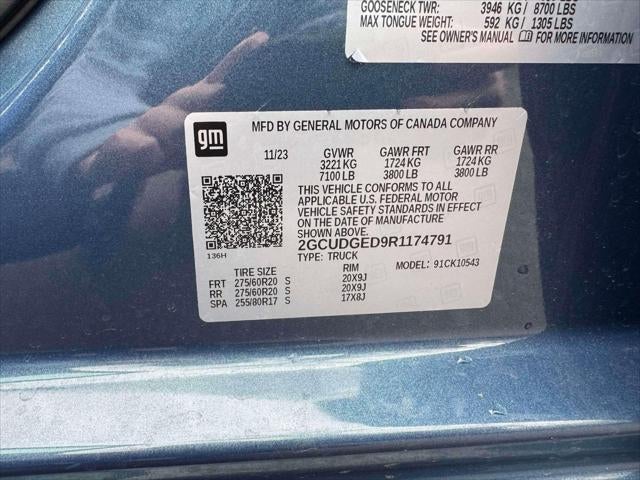 GOOSENECK TWR: 3946 KG / 8700 LBS
MAX TONGUE WEIGHT: 592 KG / 1305 LBS
SEE OWNER'S MANUAL FOR MORE INFORMATION
gm
MFD BY GENERAL MOTORS OF CANADA COMPANY
11/23 GVWR GAWR FRT GAWR RR
3221 KG 1724 KG 1724 KG
7100 LB 3800 LB 3800 LB
THIS VEHICLE CONFORMS TO ALL
APPLICABLE U.S. FEDERAL MOTOR
VEHICLE SAFETY STANDARDS IN EFFECT
ON THE DATE OF MANUFACTURE
2GCUDGED9R1174791
136H
TYPE: TRUCK MODEL: 91CK10543
TIRE SIZE RIM
FRT 275/60R20 S 20X9J
RR 275/60R20 S 20X9J
SPA 255/80R17 S 17X8J